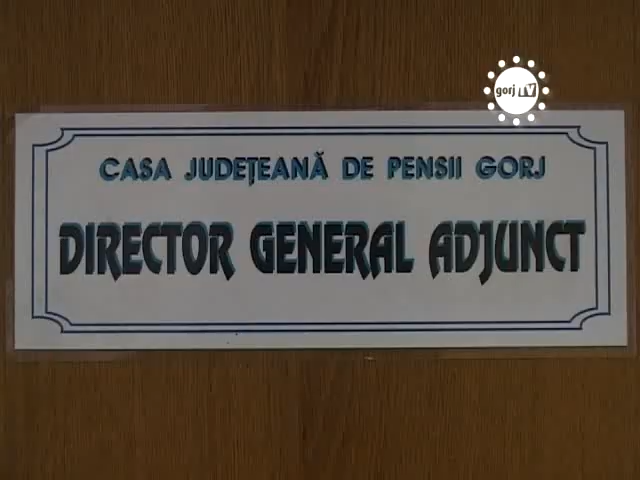 gorj TV
CASA JUDEȚEANĂ DE PENSII GORJ
DIRECTOR GENERAL ADJUNCT